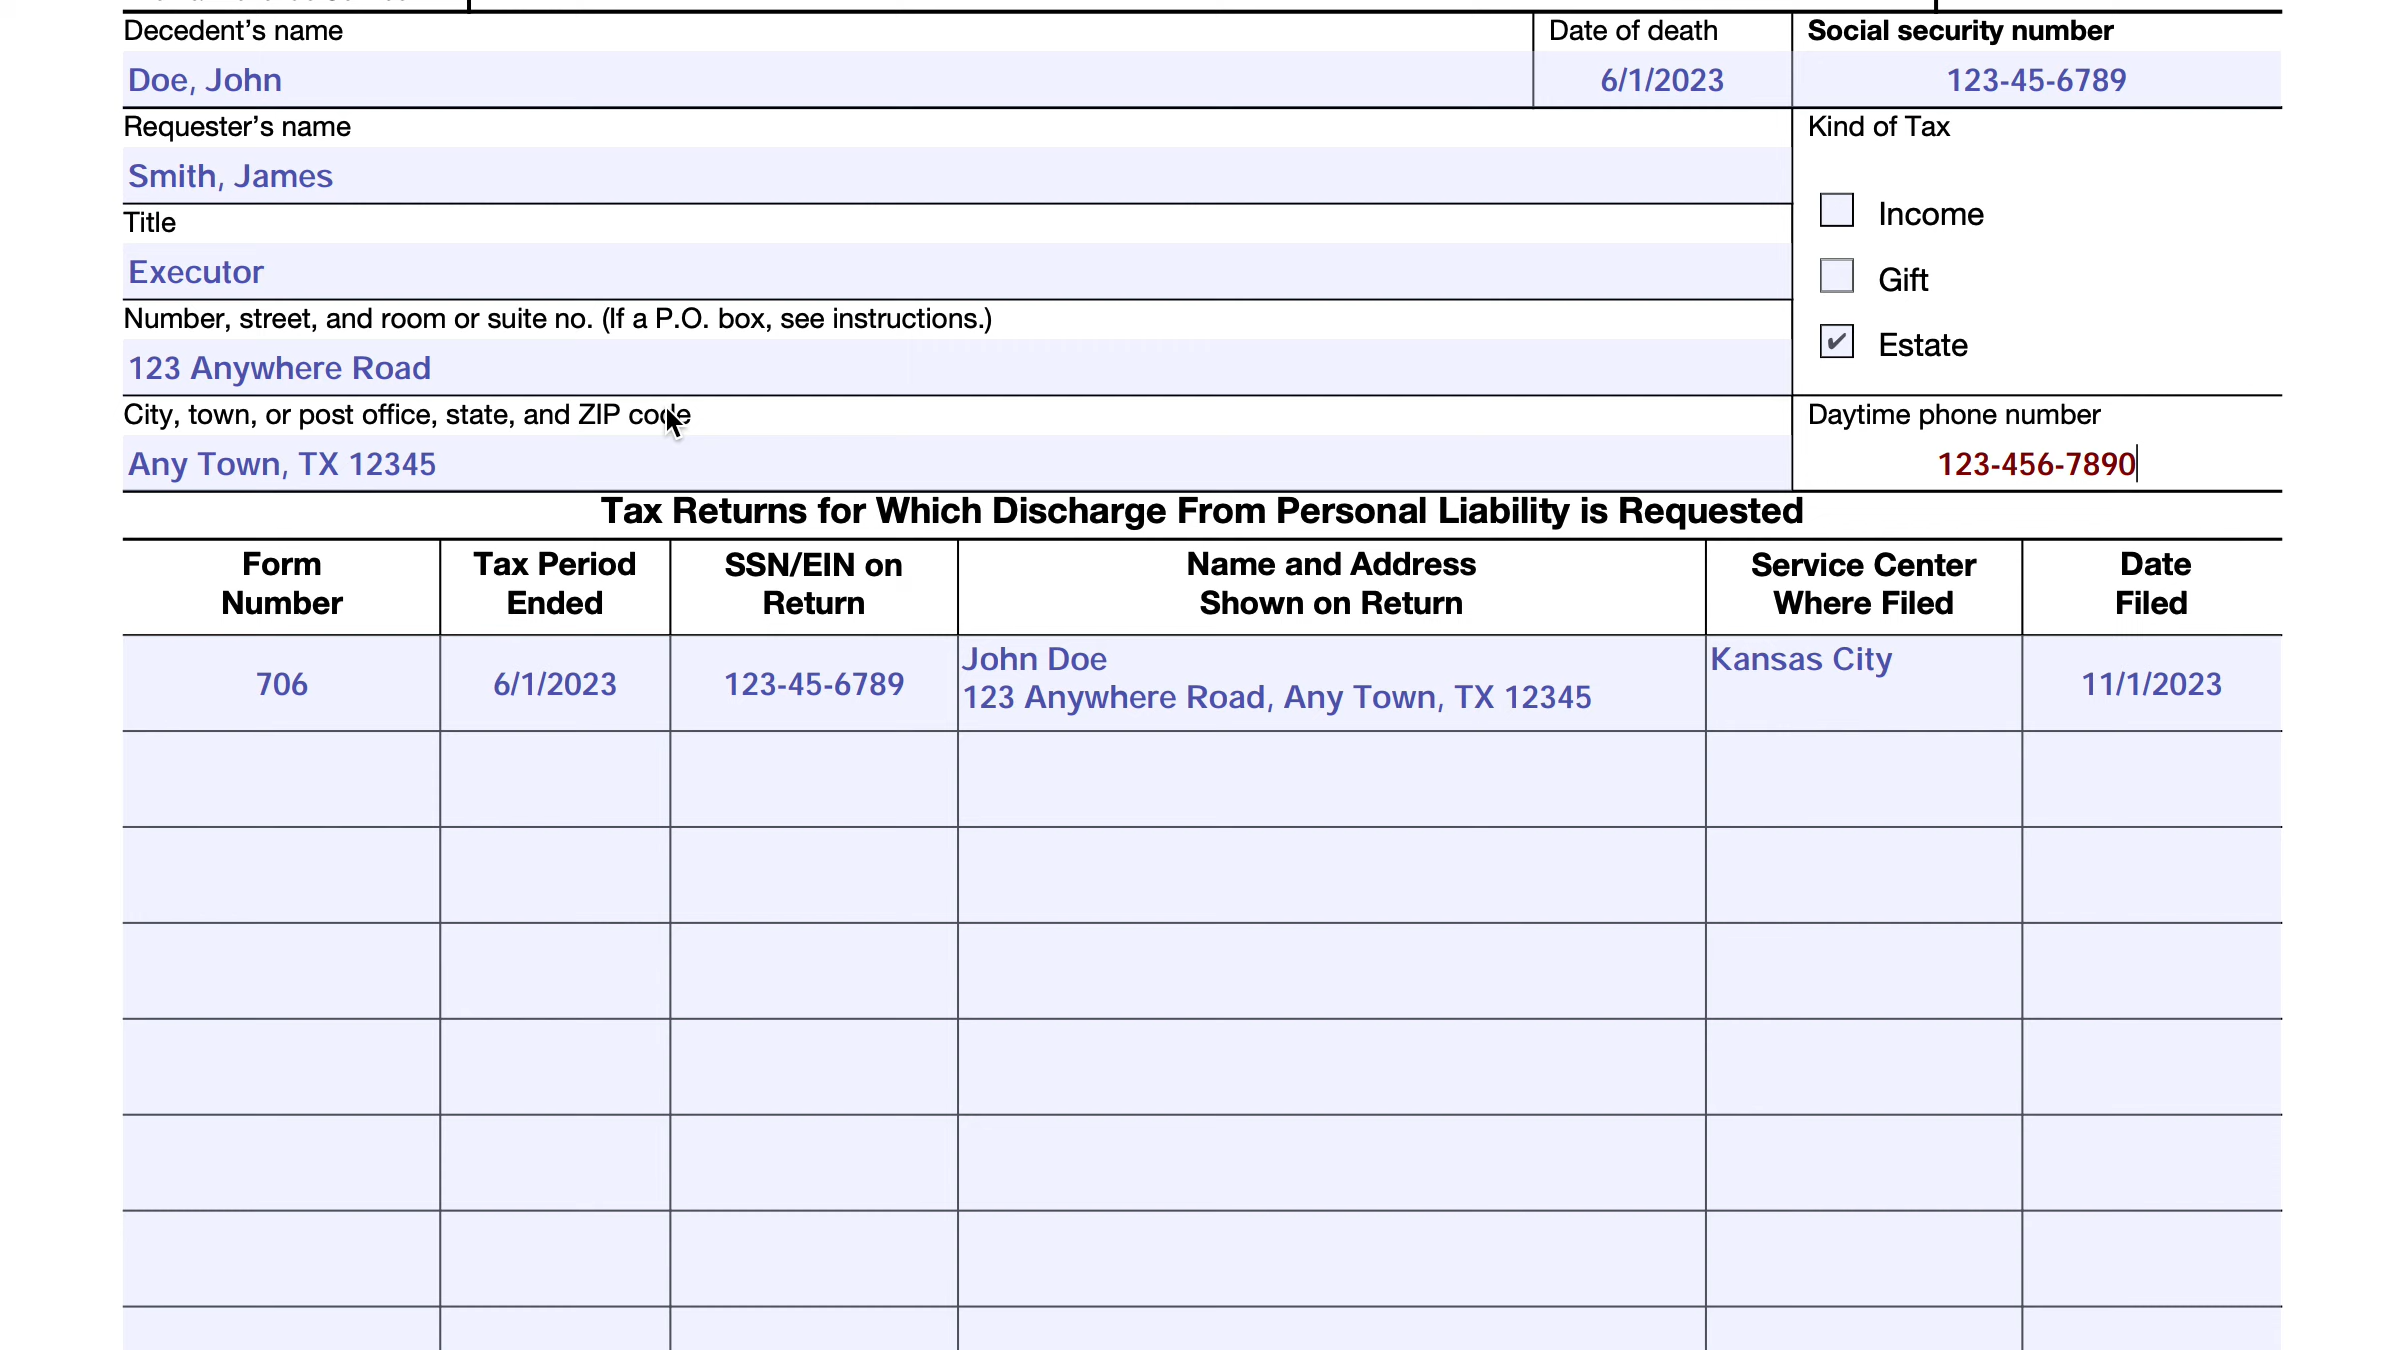 Decedent's name
Date of death
Social security number
Doe, John
6/1/2023
123-45-6789
Requester's name
Kind of Tax
Smith, James
Title
Income
Executor
Gift
Number, street, and room or suite no. (If a P.O. box, see instructions.)
Estate
123 Anywhere Road
City, town, or post office, state, and ZIP code
Daytime phone number
Any Town, TX 12345
123-456-7890
Tax Returns for Which Discharge From Personal Liability is Requested
Form
Number
Tax Period
Ended
SSN/EIN on
Return
Name and Address
Shown on Return
Service Center
Where Filed
Date
Filed
706
6/1/2023
123-45-6789
John Doe
123 Anywhere Road, Any Town, TX 12345
Kansas City
11/1/2023